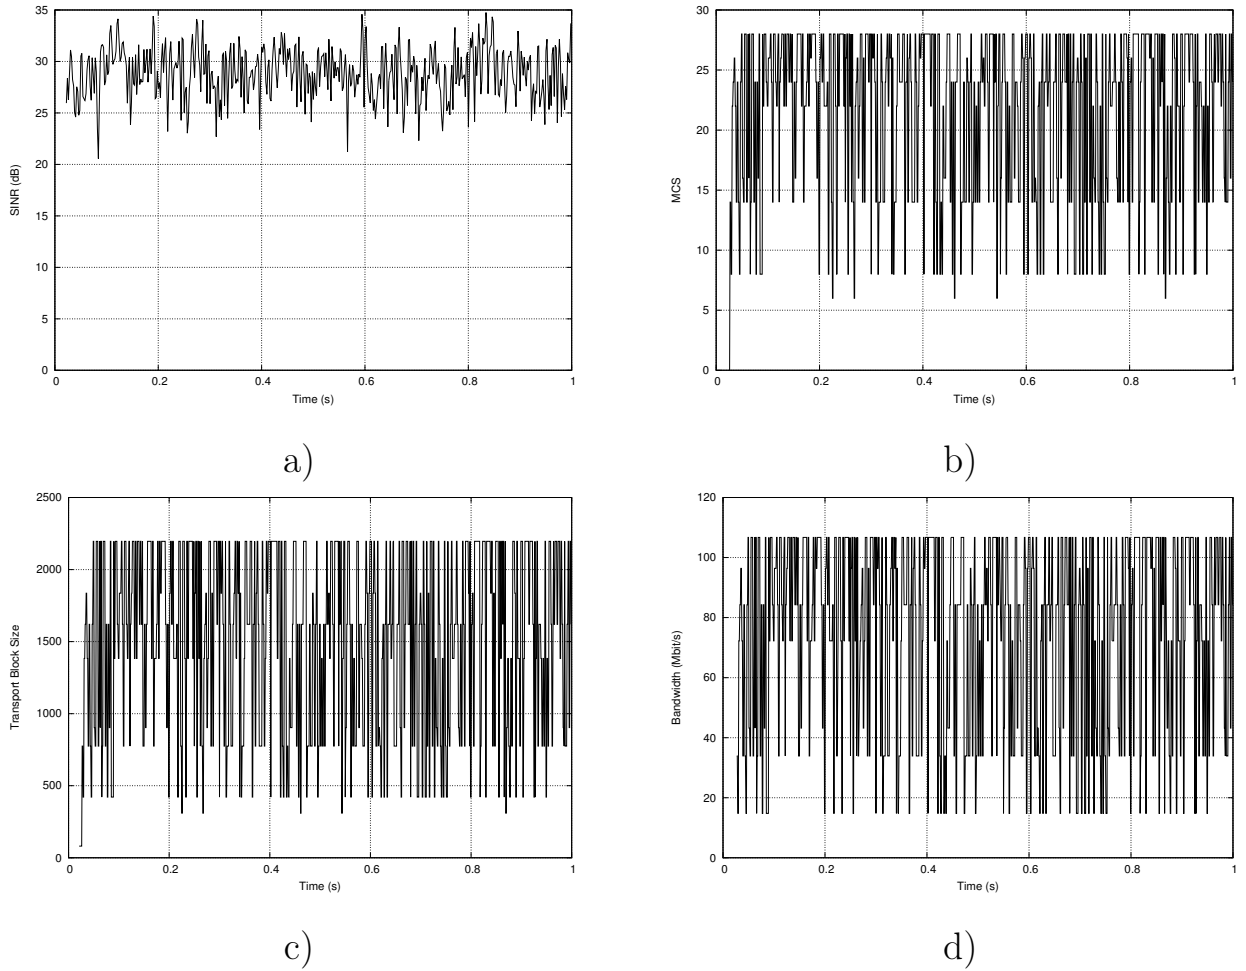 35
30
25
20
15
10
5
0
SINR (dB)
0 0.2 0.4 0.6 0.8 1
Time (s)
a)
30
25
20
15
10
5
0
MCS
0 0.2 0.4 0.6 0.8 1
Time (s)
b)
2500
2000
1500
1000
500
0
Transport Block Size
0 0.2 0.4 0.6 0.8 1
Time (s)
c)
120
100
80
60
40
20
0
Bandwidth (Mbit/s)
0 0.2 0.4 0.6 0.8 1
Time (s)
d)